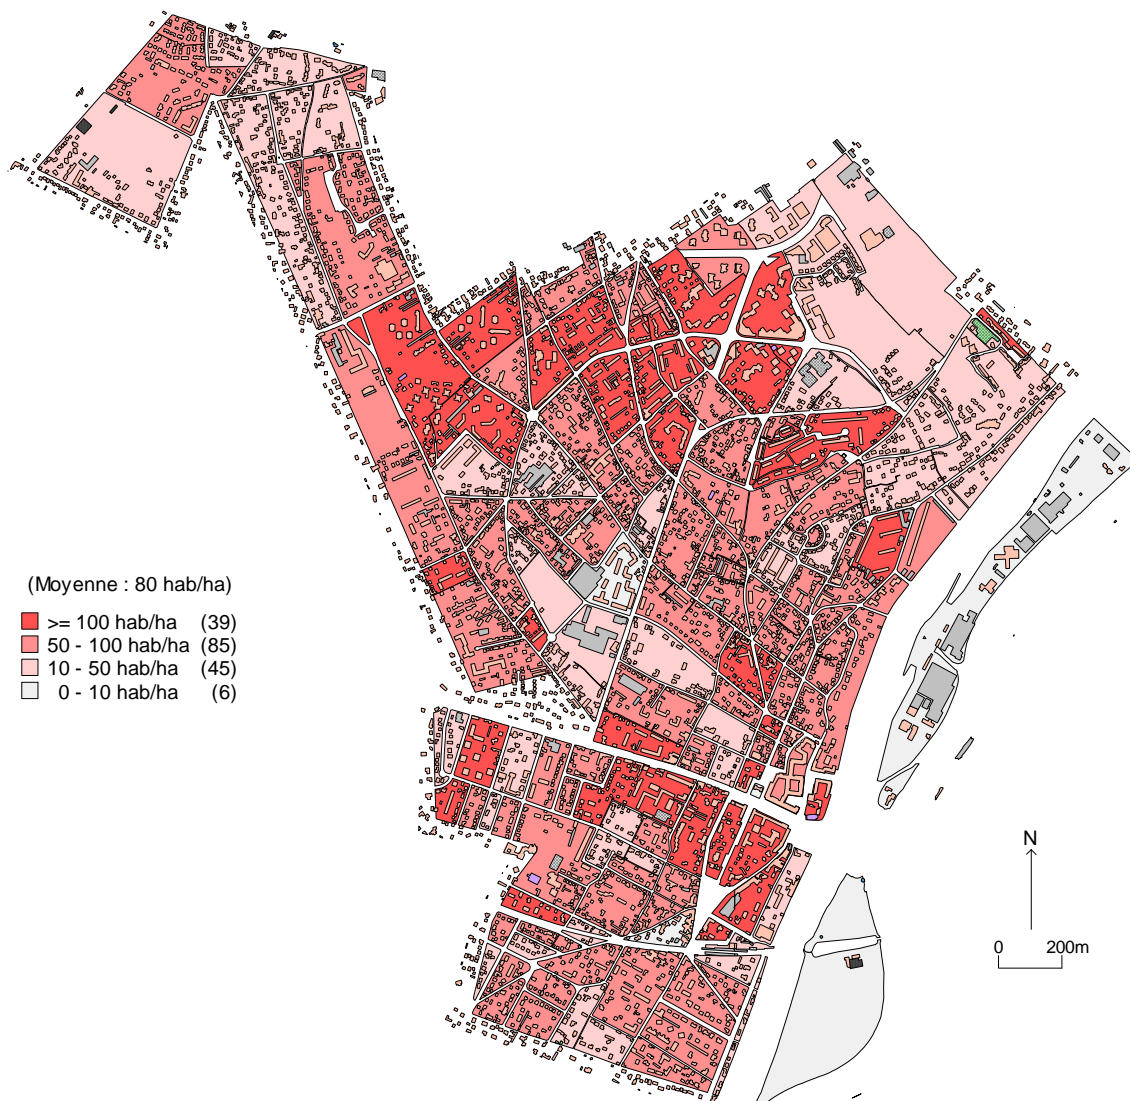 (Moyenne : 80 hab/ha)
>= 100 hab/ha (39)
50 - 100 hab/ha (85)
10 - 50 hab/ha (45)
0 - 10 hab/ha (6)
N
0 200m